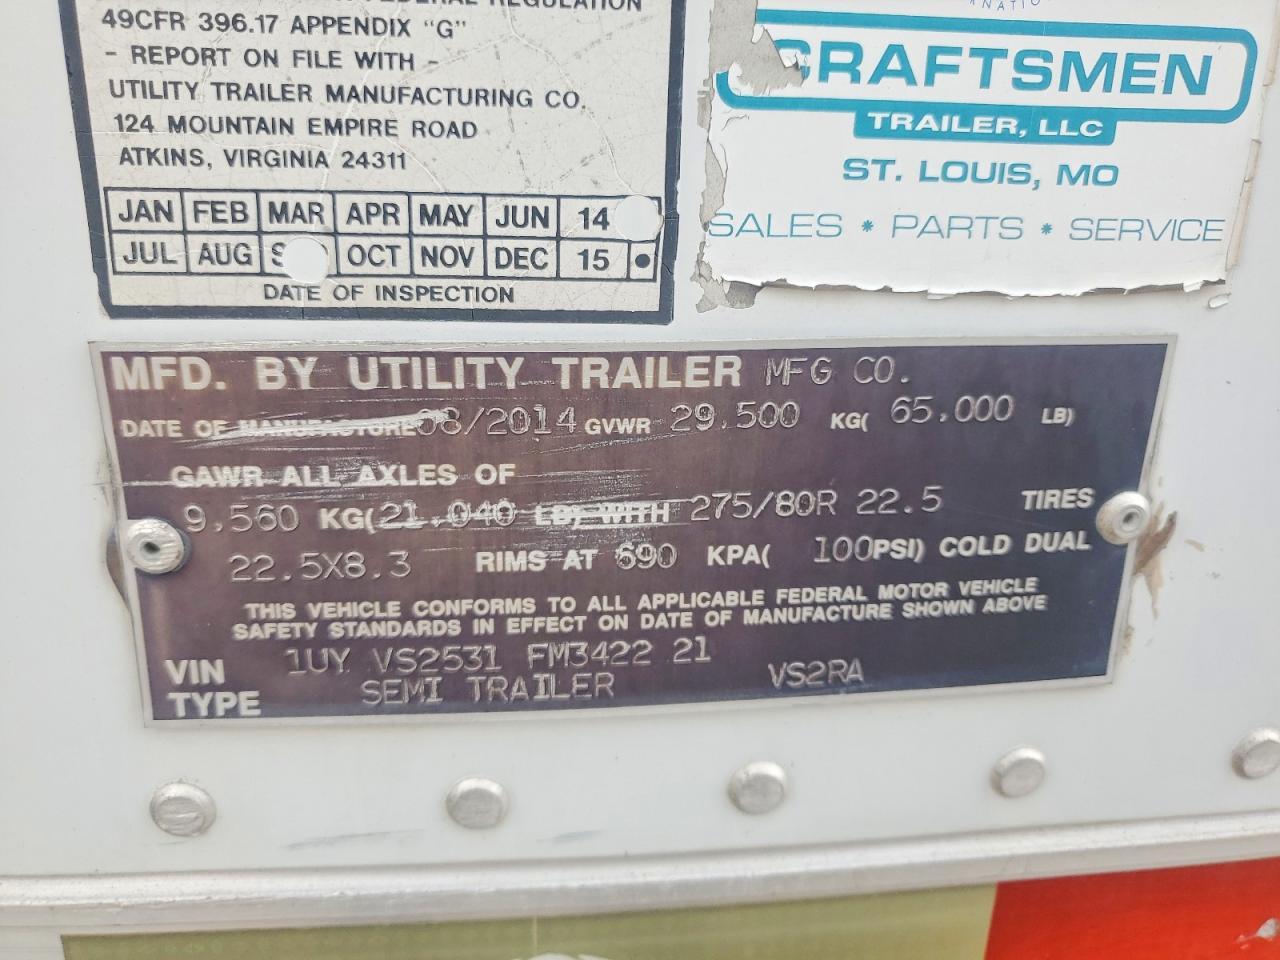 49CFR 396.17 APPENDIX "G"
- REPORT ON FILE WITH -
UTILITY TRAILER MANUFACTURING CO.
124 MOUNTAIN EMPIRE ROAD
ATKINS, VIRGINIA 24311
JAN FEB MAR APR MAY JUN 14
JUL AUG OCT NOV DEC 15
DATE OF INSPECTION
CRAFTSMEN
TRAILER, LLC
ST. LOUIS, MO
SALES * PARTS * SERVICE
MFD. BY UTILITY TRAILER MFG CO.
DATE OF MANUFACTURE 08/2014 GVWR 29,500 KG( 65,000 LB)
GAWR ALL AXLES OF
9,560 KG( 21,040 LB) WITH 275/80R 22.5 TIRES
22.5X8.3 RIMS AT 690 KPA( 100PSI) COLD DUAL
THIS VEHICLE CONFORMS TO ALL APPLICABLE FEDERAL MOTOR VEHICLE
SAFETY STANDARDS IN EFFECT ON DATE OF MANUFACTURE SHOWN ABOVE
VIN 1UY VS2531 FM3422 21
TYPE SEMI TRAILER VS2RA